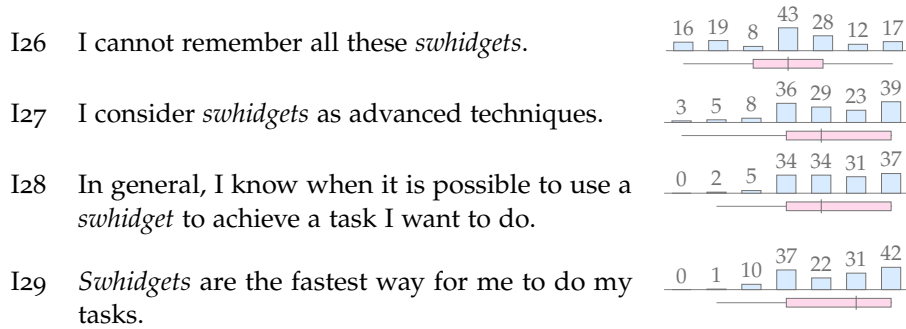 16 19 8 43 28 12 17
I26 I cannot remember all these swhidgets.
3 5 8 36 29 23 39
I27 I consider swhidgets as advanced techniques.
0 2 5 34 34 31 37
I28 In general, I know when it is possible to use a
swhidget to achieve a task I want to do.
0 1 10 37 22 31 42
I29 Swhidgets are the fastest way for me to do my
tasks.